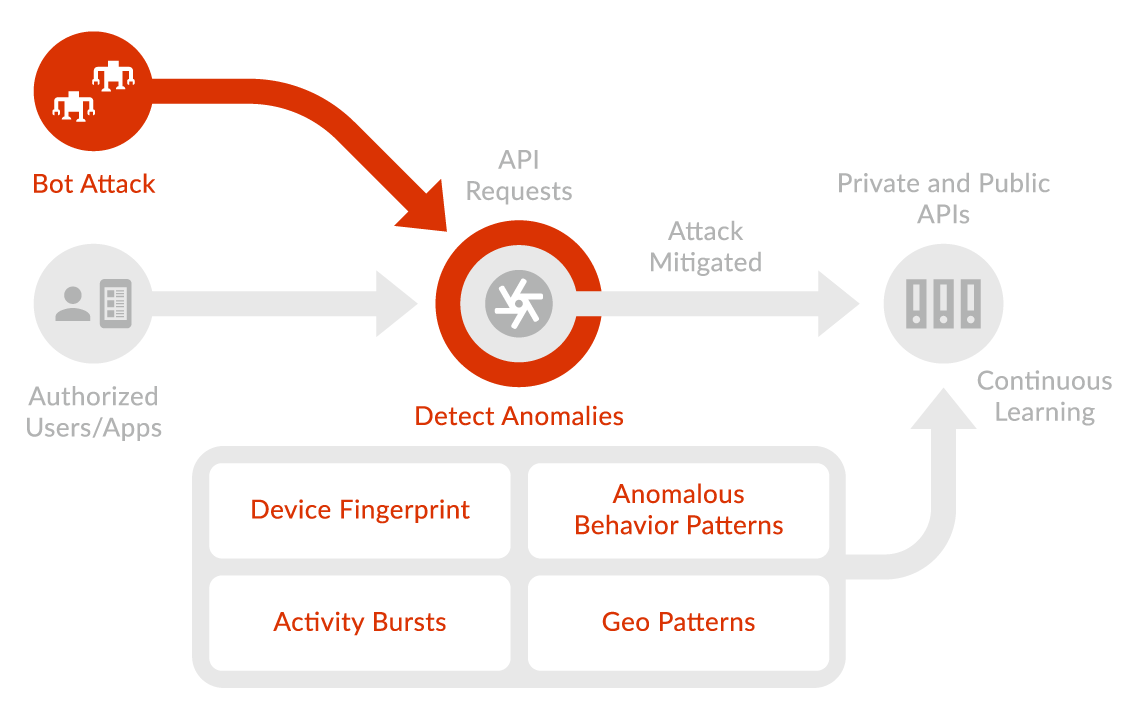 Bot Attack
API
Requests
Attack
Mitigated
Private and Public
APIs
Authorized
Users/Apps
Detect Anomalies
Continuous
Learning
Device Fingerprint
Anomalous
Behavior Patterns
Activity Bursts
Geo Patterns